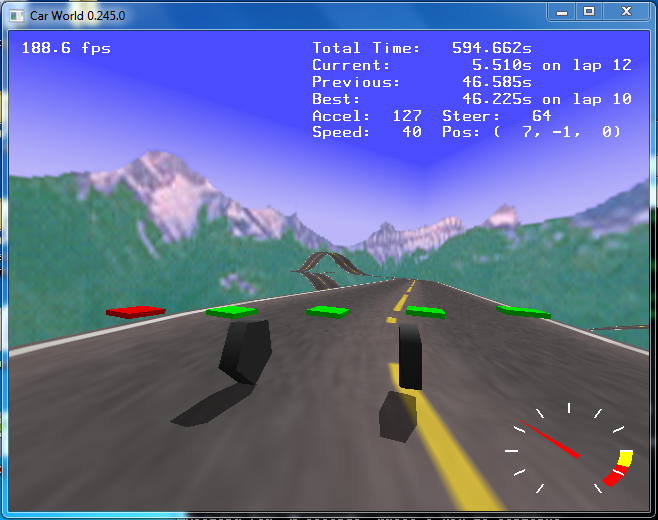 Car World 0.245.0
188.6 fps
Total Time: 594.662s
Current: 5.510s on lap 12
Previous: 46.585s
Best: 46.225s on lap 10
Accel: 127 Steer: 64
Speed: 40 Pos: ( 7, -1, 0)